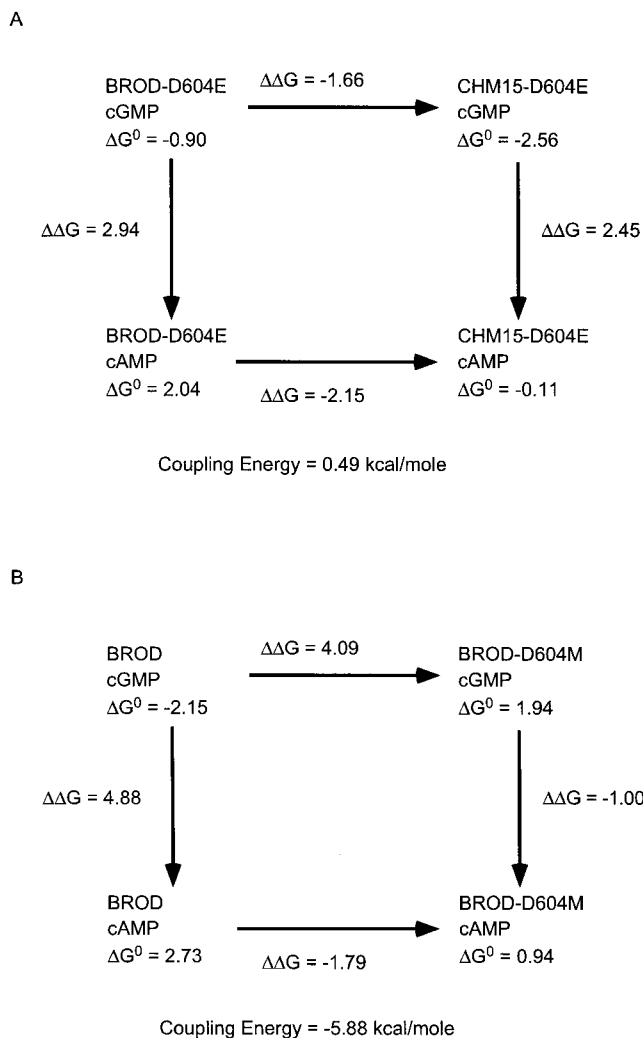 A
BROD-D604E
cGMP
ΔG⁰ = -0.90
ΔΔG = -1.66
CHM15-D604E
cGMP
ΔG⁰ = -2.56
ΔΔG = 2.94
ΔΔG = 2.45
BROD-D604E
cAMP
ΔG⁰ = 2.04
ΔΔG = -2.15
CHM15-D604E
cAMP
ΔG⁰ = -0.11
Coupling Energy = 0.49 kcal/mole
B
BROD
cGMP
ΔG⁰ = -2.15
ΔΔG = 4.09
BROD-D604M
cGMP
ΔG⁰ = 1.94
ΔΔG = 4.88
ΔΔG = -1.00
BROD
cAMP
ΔG⁰ = 2.73
ΔΔG = -1.79
BROD-D604M
cAMP
ΔG⁰ = 0.94
Coupling Energy = -5.88 kcal/mole